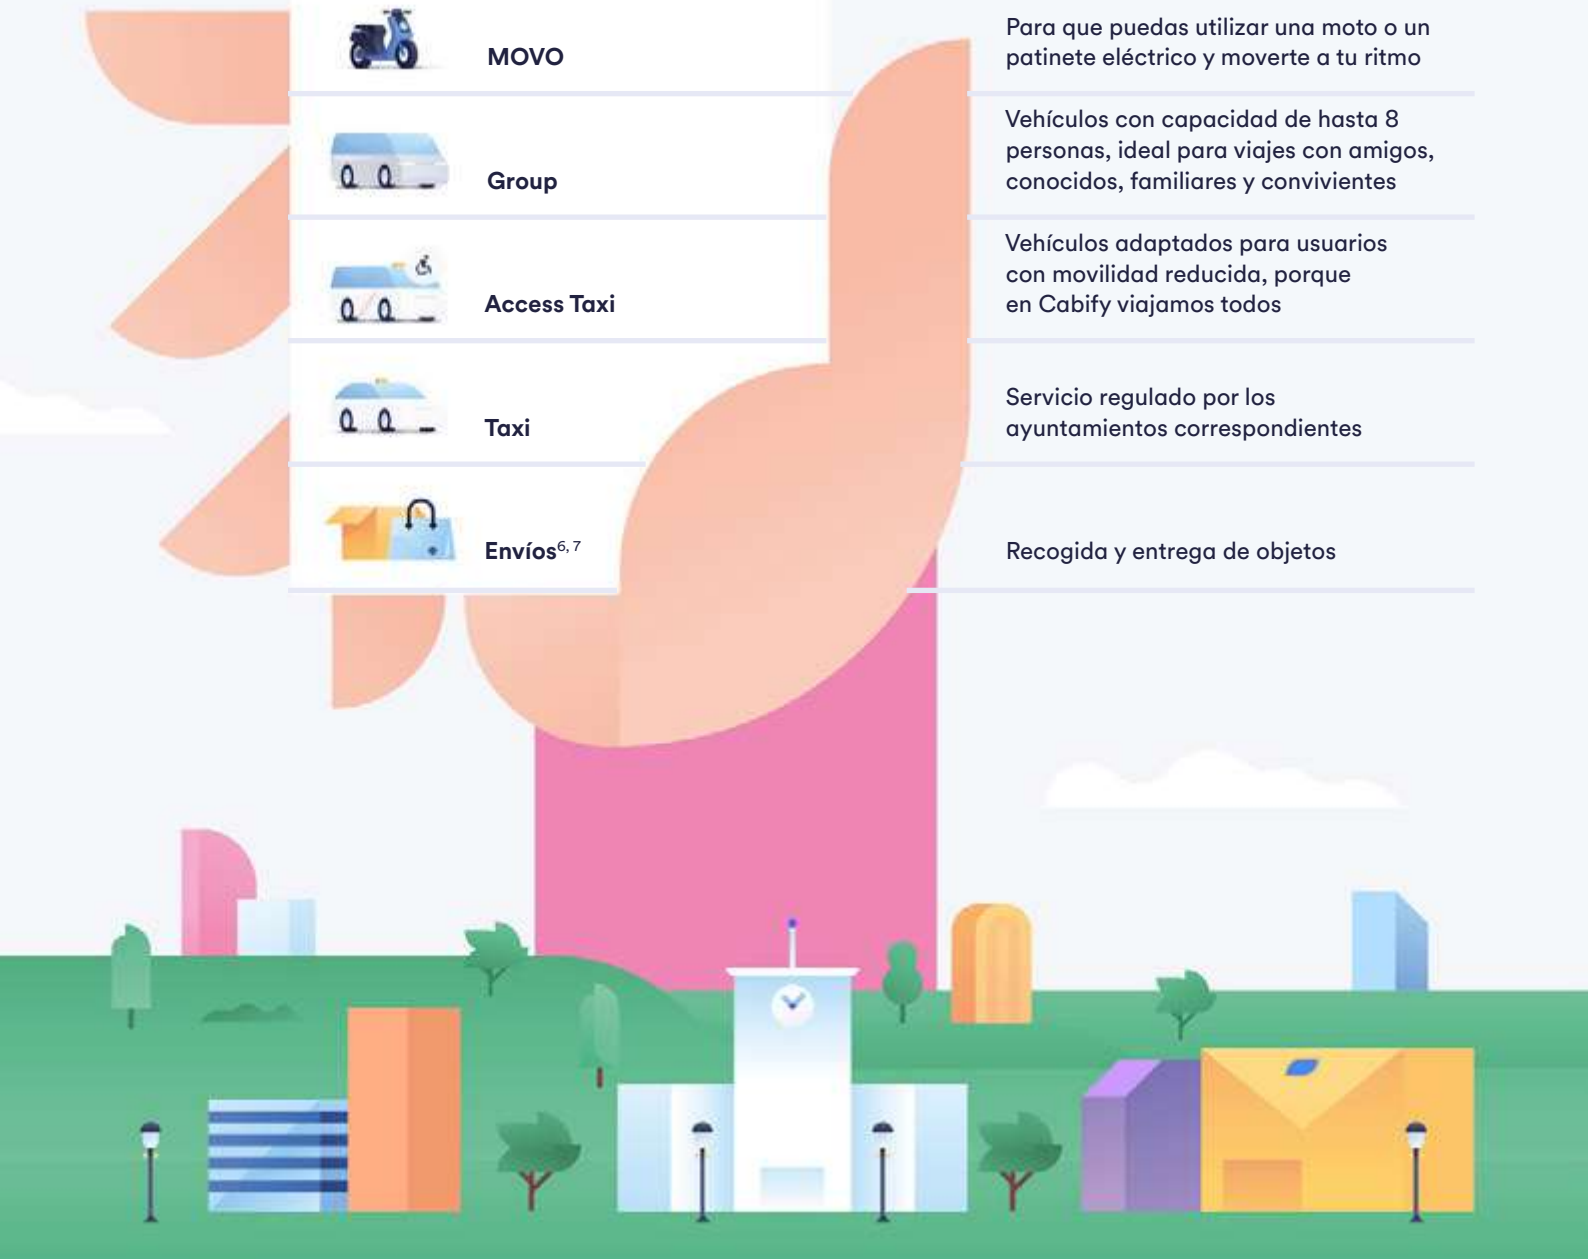 MOVO
Para que puedas utilizar una moto o un
patinete eléctrico y moverte a tu ritmo
Group
Vehículos con capacidad de hasta 8
personas, ideal para viajes con amigos,
conocidos, familiares y convivientes
Access Taxi
Vehículos adaptados para usuarios
con movilidad reducida, porque
en Cabify viajamos todos
Taxi
Servicio regulado por los
ayuntamientos correspondientes
Envíos6, 7
Recogida y entrega de objetos